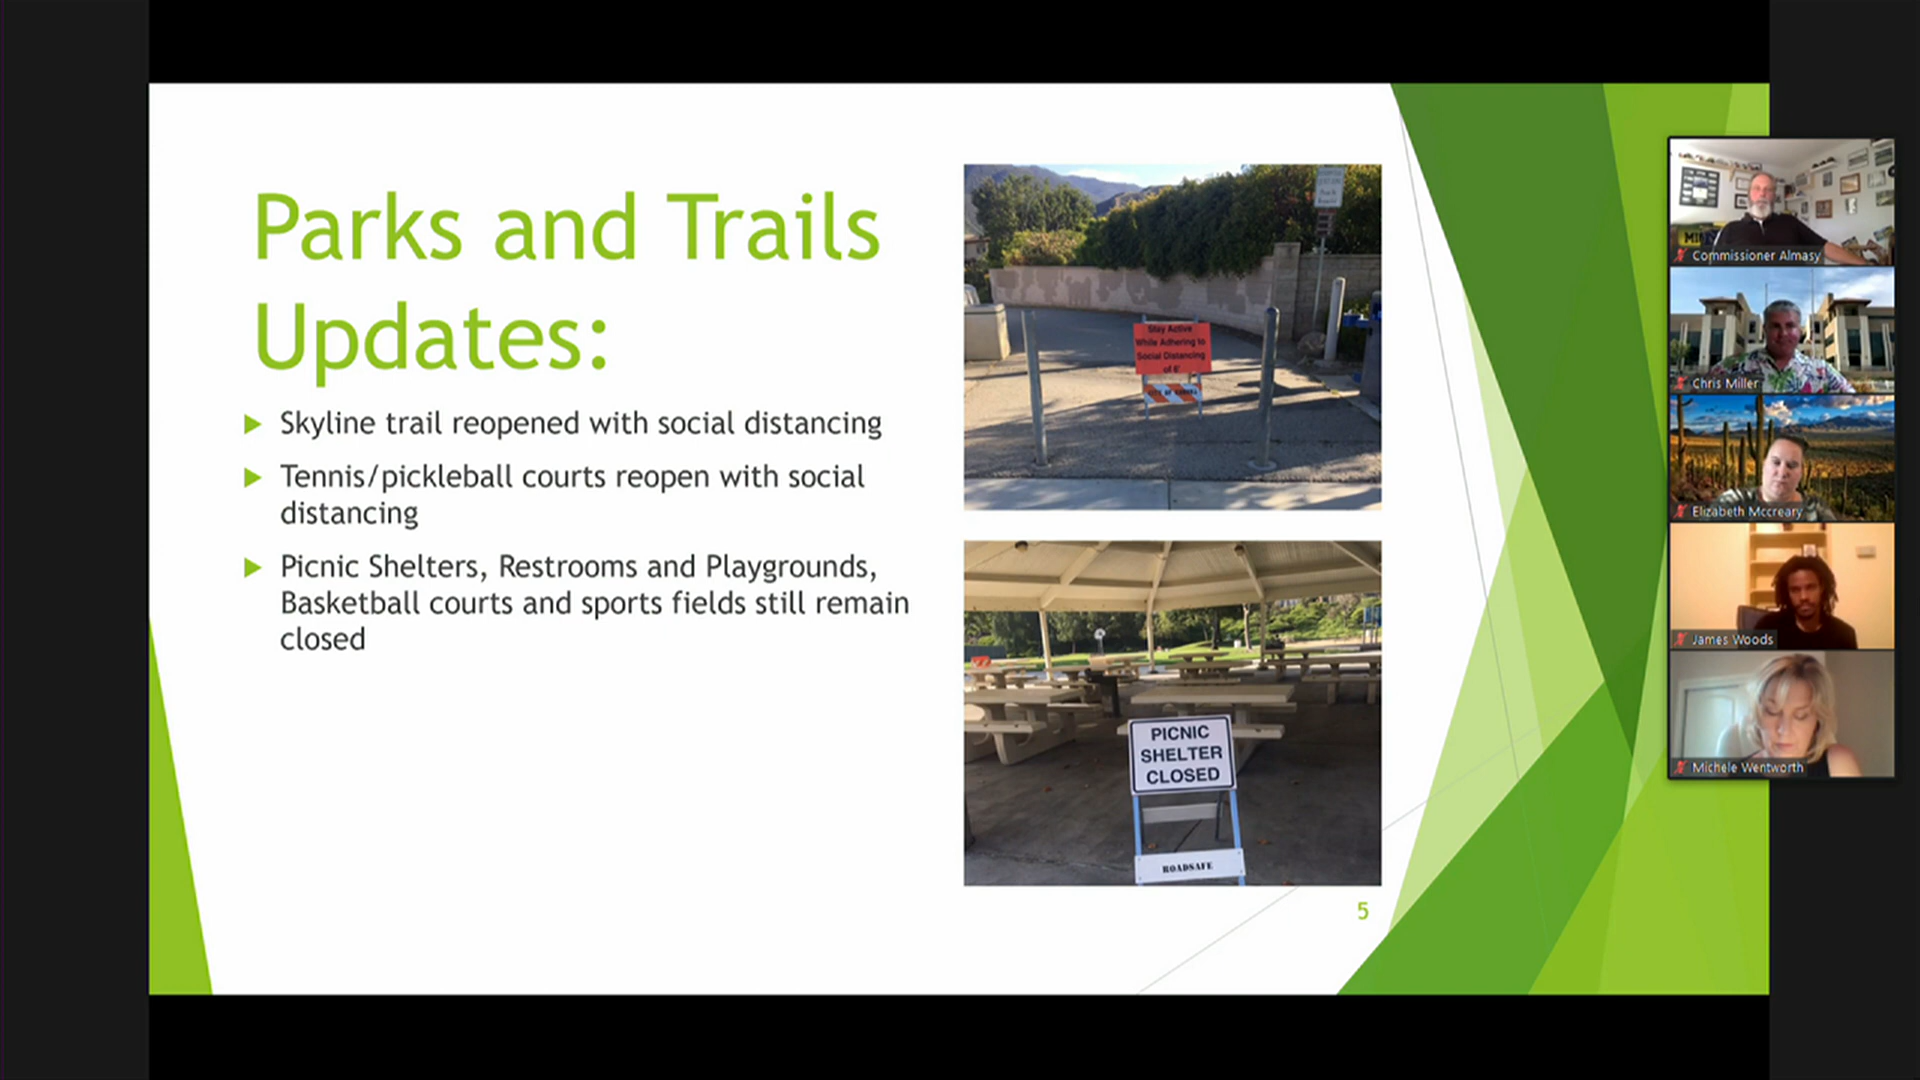 Parks and Trails
Updates:
Skyline trail reopened with social distancing
Tennis/pickleball courts reopen with social
distancing
Picnic Shelters, Restrooms and Playgrounds,
Basketball courts and sports fields still remain
closed
Stay Active
While Adhering to
Social Distancing
of 6'
PICNIC
SHELTER
CLOSED
ROADSAFE
5
Commissioner Almasy
Chris Miller
Elizabeth Mccreary
James Woods
Michele Wentworth